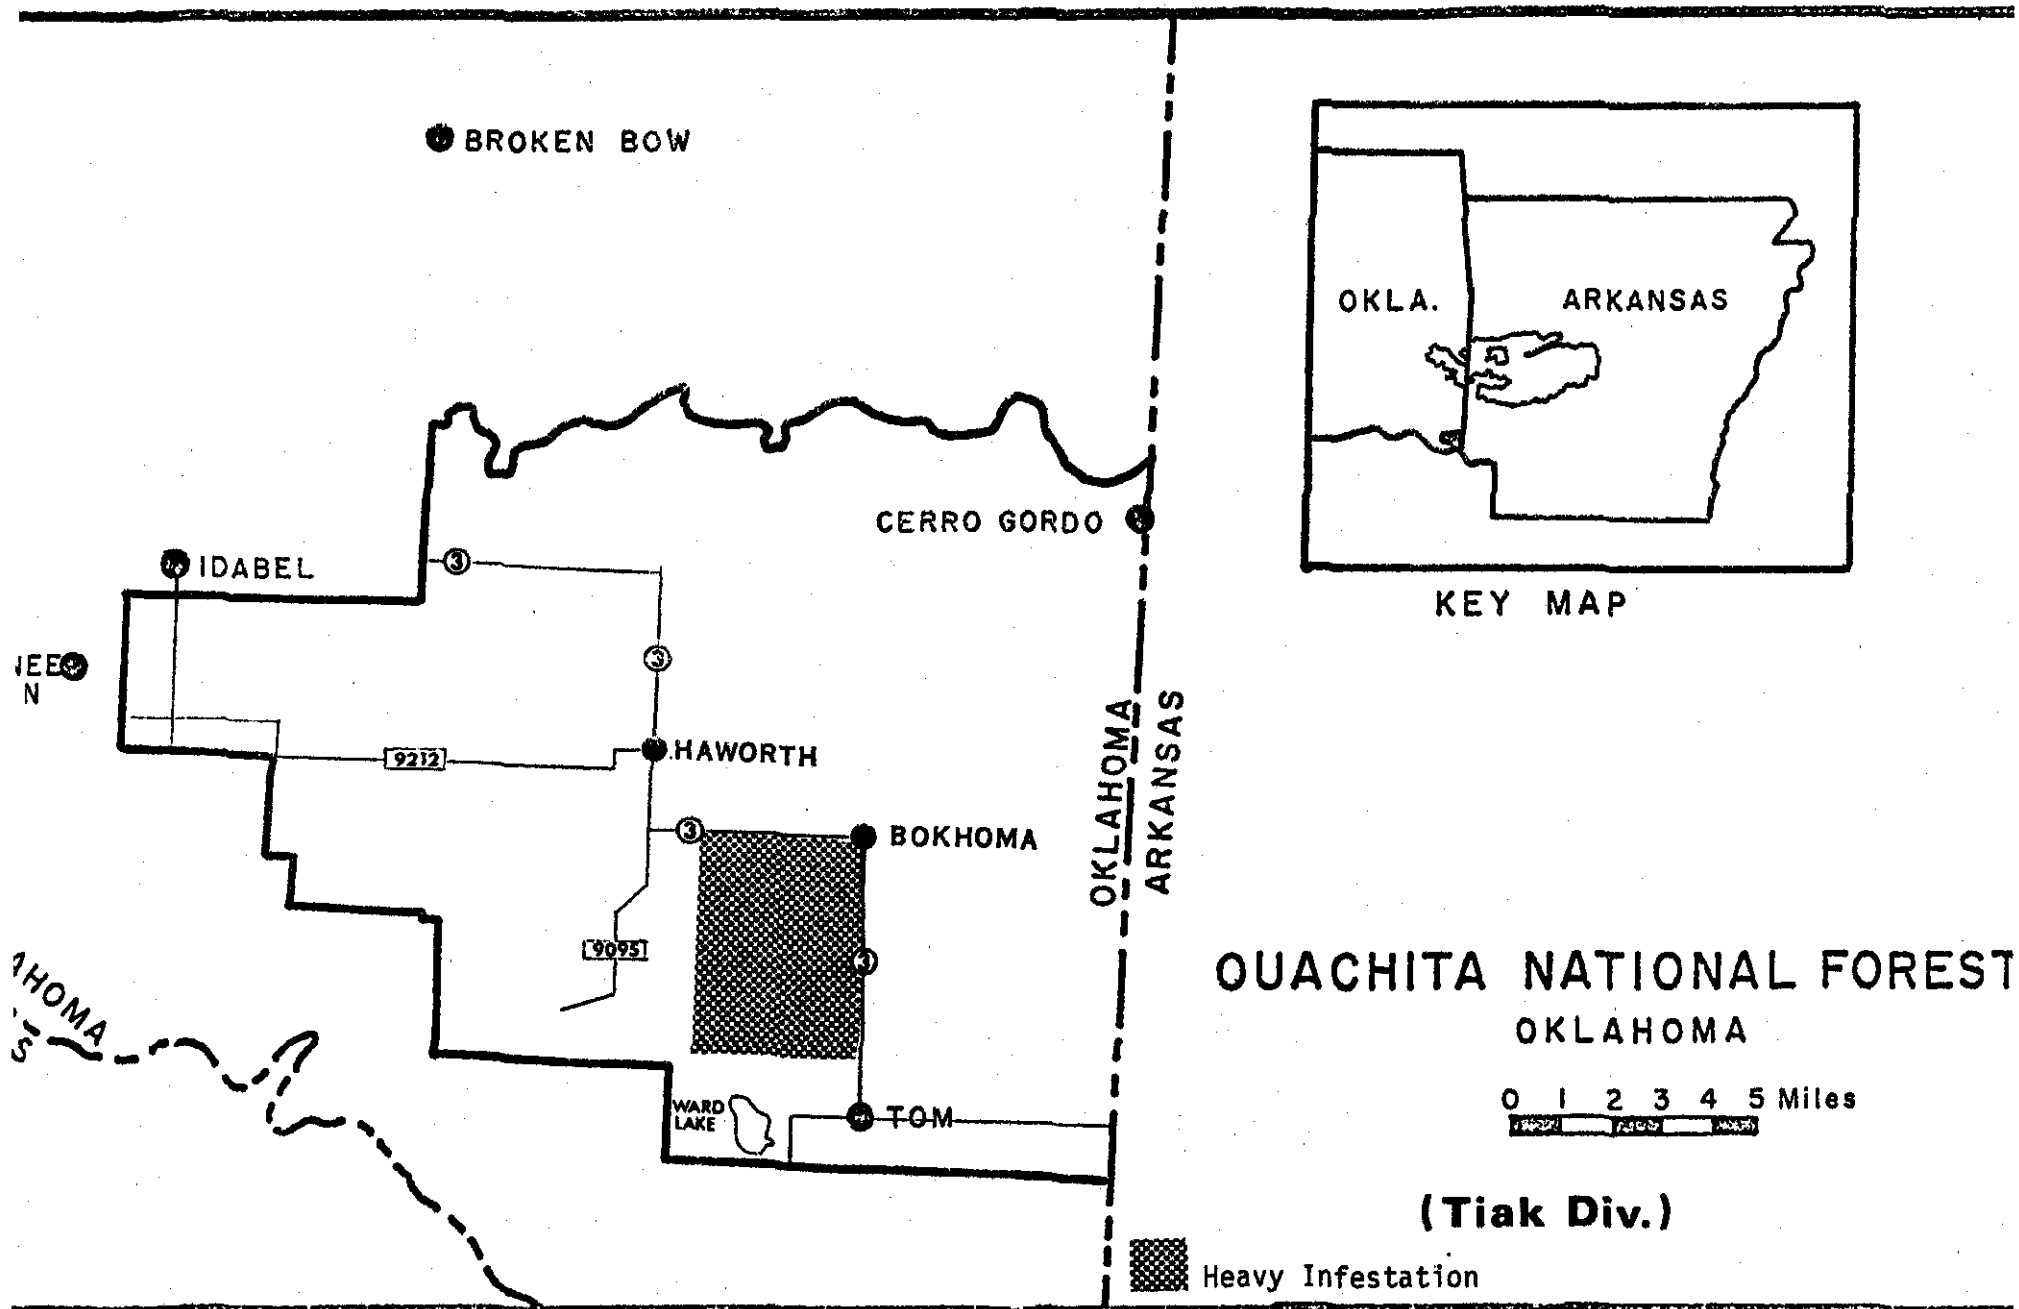 BROKEN BOW
OKLA.
ARKANSAS
KEY MAP
CERRO GORDO
IDABEL
3
3
N
9212
HAWORTH
3
BOKHOMA
OKLAHOMA
ARKANSAS
9095
3
WARD
LAKE
TOM
OUACHITA NATIONAL FOREST
OKLAHOMA
0 1 2 3 4 5 Miles
(Tiak Div.)
Heavy Infestation